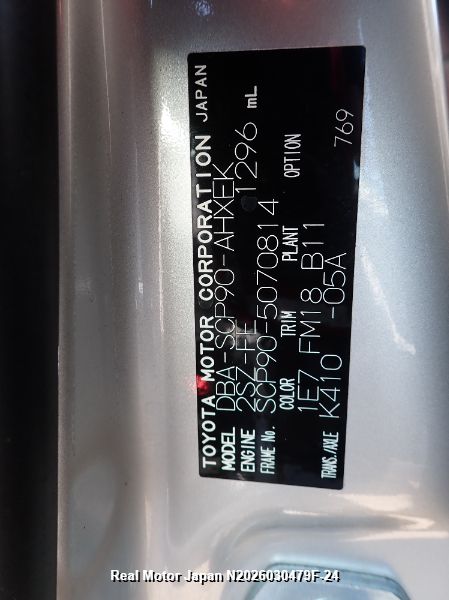 TOYOTA MOTOR CORPORATION JAPAN
MODEL DBA-SCP90-AHXEK
ENGINE 2SZ-FE 1296 mL
FRAME No. SCP90-5070814
COLOR TRIM PLANT OPTION
1E7 FM18 B11 769
TRANS./AXLE K410 -05A
Real Motor Japan N2026030479F-24